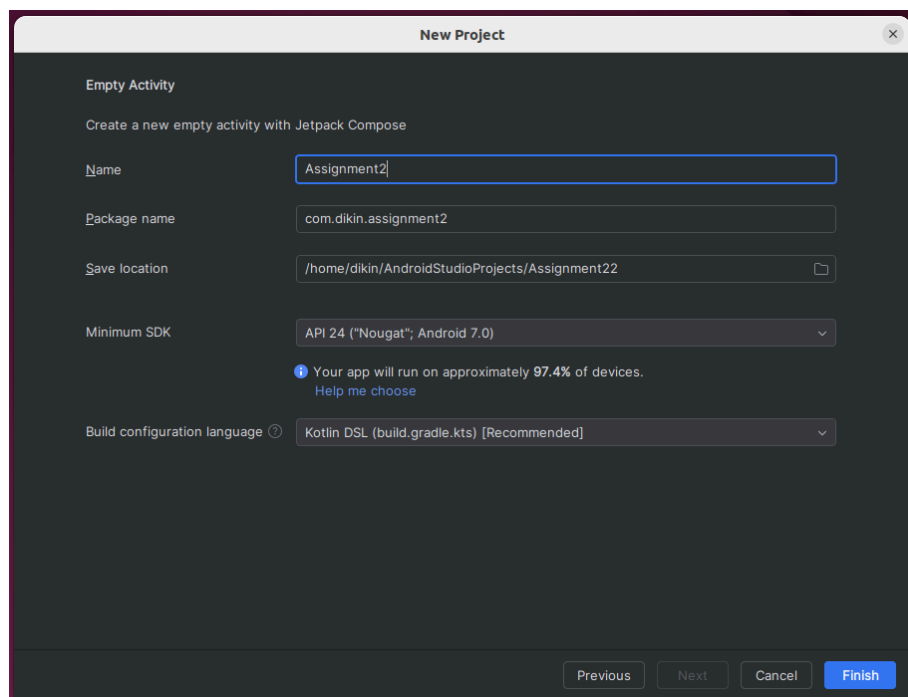 New Project
Empty Activity
Create a new empty activity with Jetpack Compose
Name
Assignment2
Package name
com.dikin.assignment2
Save location
/home/dikin/AndroidStudioProjects/Assignment22
Minimum SDK
API 24 ("Nougat"; Android 7.0)
Your app will run on approximately 97.4% of devices.
Help me choose
Build configuration language
Kotlin DSL (build.gradle.kts) [Recommended]
Previous
Next
Cancel
Finish